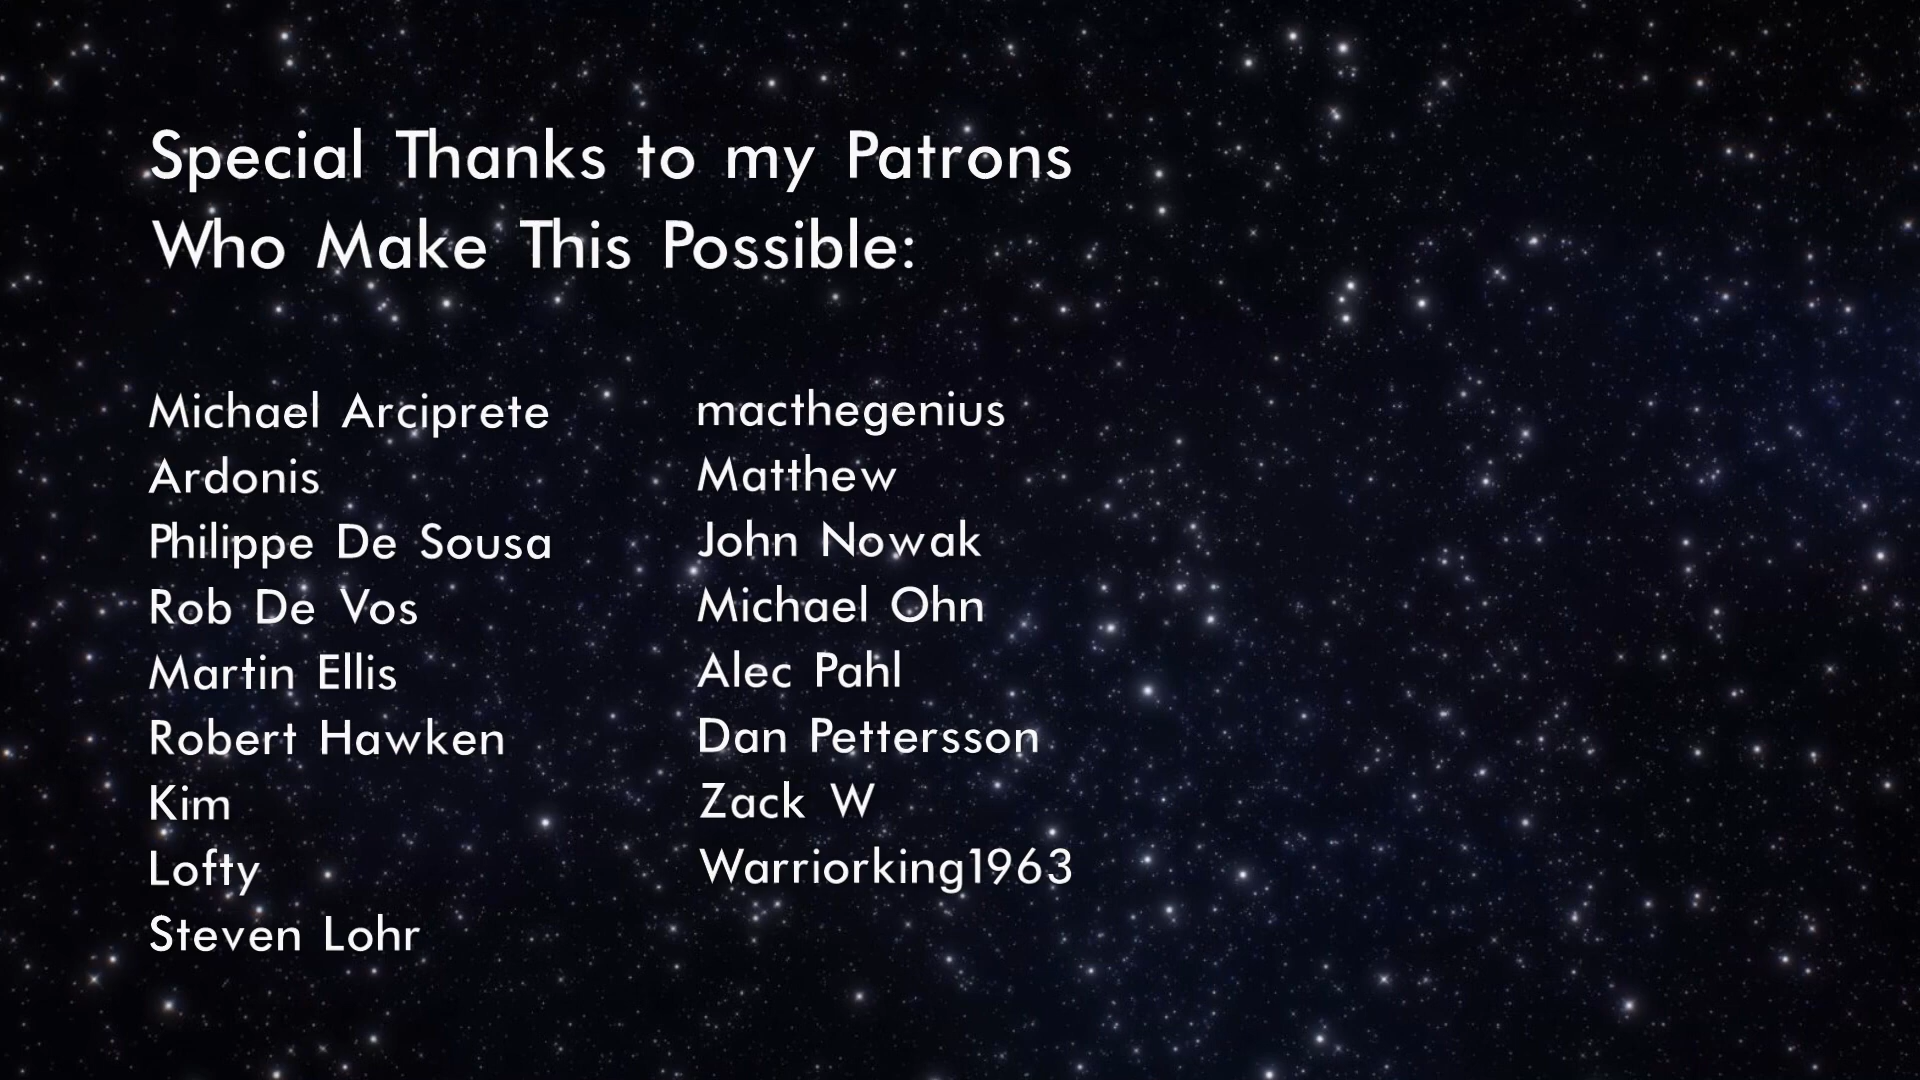 Special Thanks to my Patrons
Who Make This Possible:
Michael Arciprete
Ardonis
Philippe De Sousa
Rob De Vos
Martin Ellis
Robert Hawken
Kim
Lofty
Steven Lohr
macthegenius
Matthew
John Nowak
Michael Ohn
Alec Pahl
Dan Pettersson
Zack W
Warriorking1963